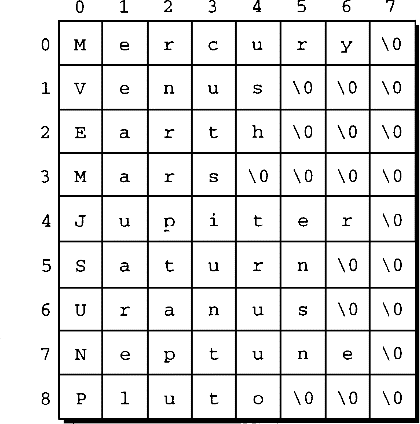 0 1 2 3 4 5 6 7
0 M e r c u r y \0
1 V e n u s \0 \0 \0
2 E a r t h \0 \0 \0
3 M a r s \0 \0 \0 \0
4 J u p i t e r \0
5 S a t u r n \0 \0
6 U r a n u s \0 \0
7 N e p t u n e \0
8 P l u t o \0 \0 \0